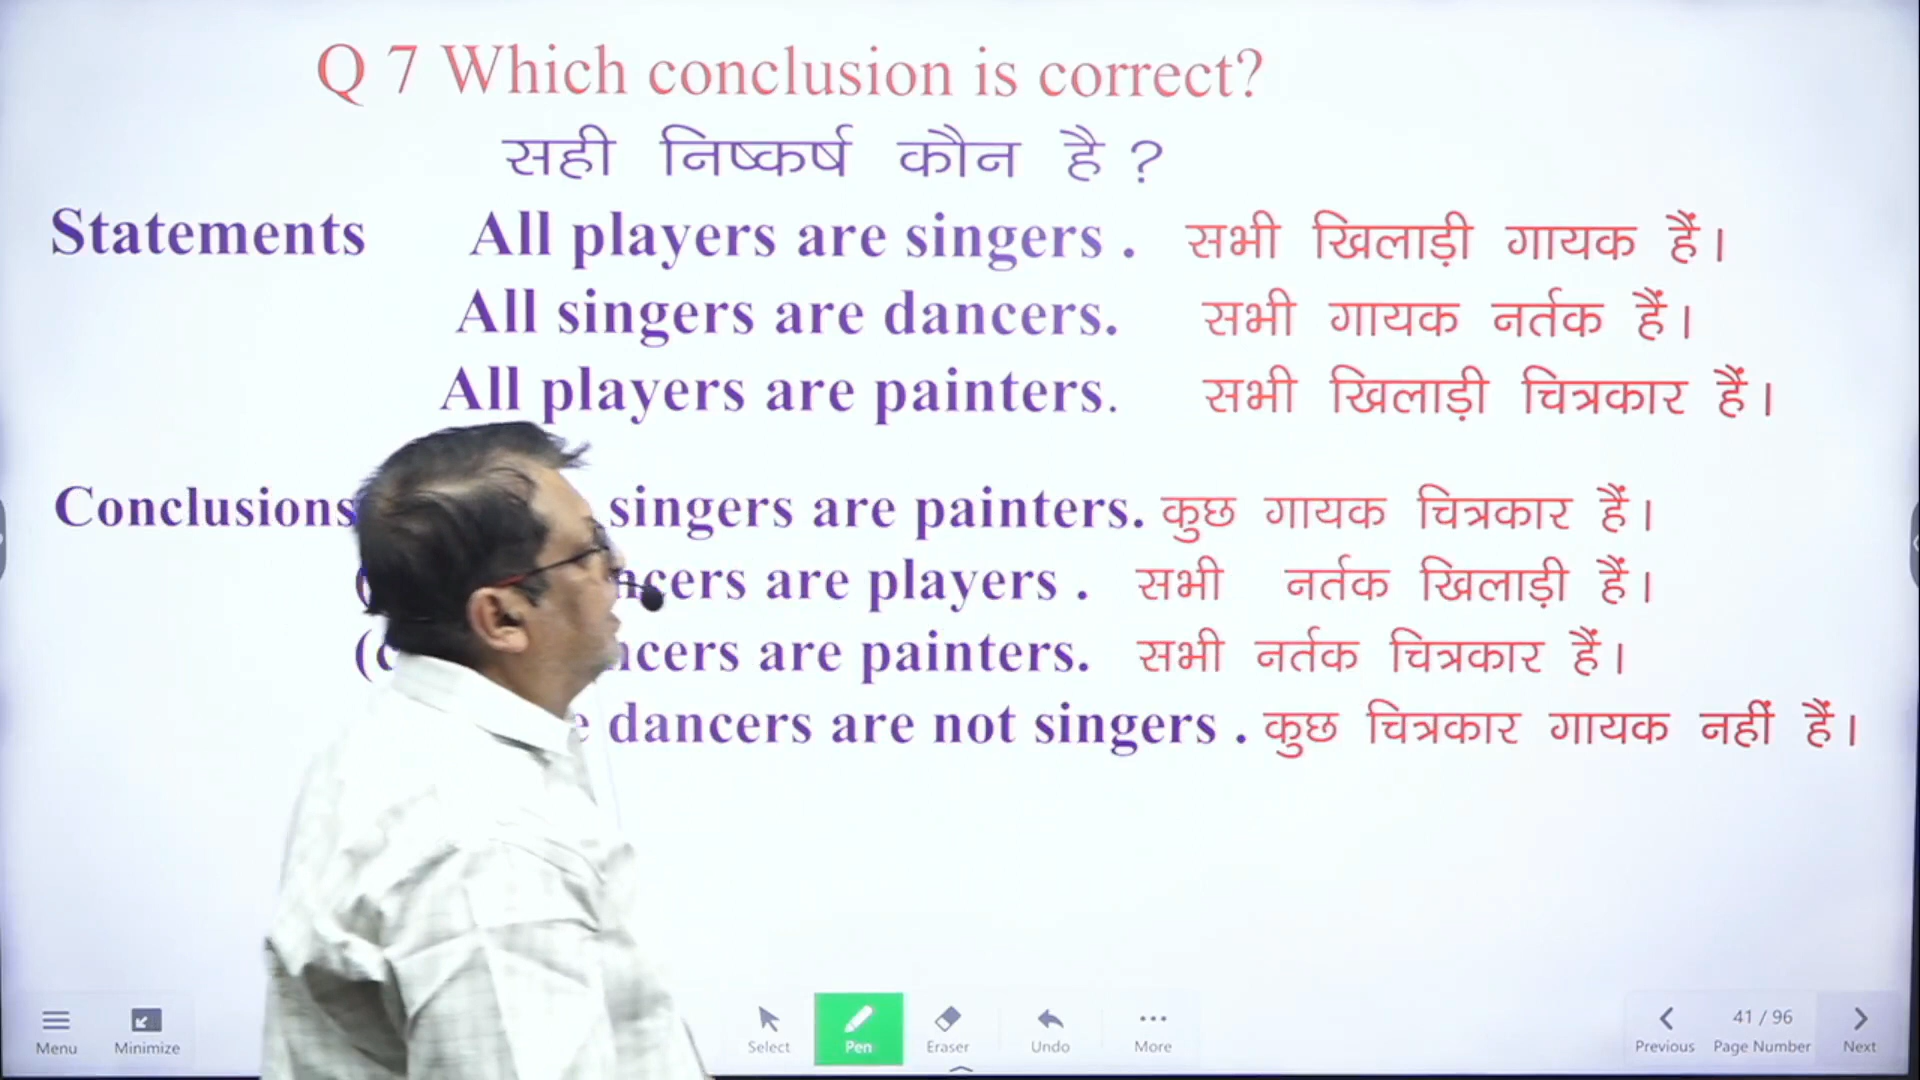 Q 7 Which conclusion is correct?
सही निष्कर्ष कौन है ?
Statements All players are singers . सभी खिलाड़ी गायक हैं।
All singers are dancers. सभी गायक नर्तक हैं।
All players are painters. सभी खिलाड़ी चित्रकार हैं।
Conclusions singers are painters. कुछ गायक चित्रकार हैं।
are players . सभी नर्तक खिलाड़ी हैं।
are painters. सभी नर्तक चित्रकार हैं।
dancers are not singers . कुछ चित्रकार गायक नहीं हैं।
Menu Minimize Select Pen Eraser Undo More Previous 41 / 96 Page Number Next